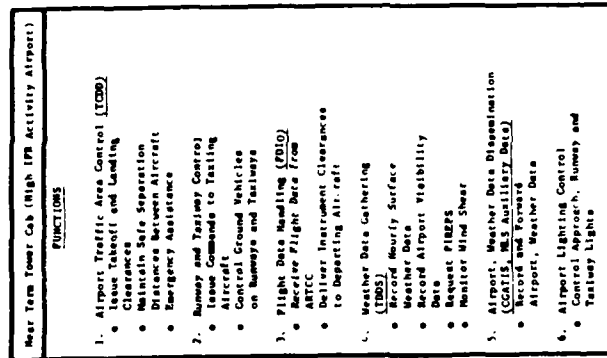 Near Term Tower Cab (High IFR Activity Airport)
FUNCTIONS
1. Airport Traffic Area Control (TCDD)
• Issue Takeoff and Landing
Clearances
• Maintain Safe Separation
Distances Between Aircraft
• Emergency Assistance
2. Runway and Taxiway Control
• Issue Commands to Taxiing
Aircraft
• Control Ground Vehicles
on Runways and Taxiways
3. Flight Data Handling (FDIO)
• Receive Flight Data From
ARTCC
• Deliver Instrument Clearances
to Departing Aircraft
4. Weather Data Gathering
(TBDS)
• Record Hourly Surface
Weather Data
• Record Airport Visibility
Data
• Request PIREPS
• Monitor Wind Shear
5. Airport, Weather Data Dissemination
(CGATIS, MLS Auxiliary Data)
• Record and Forward
Airport, Weather Data
6. Airport Lighting Control
• Control Approach, Runway and
Taxiway Lights